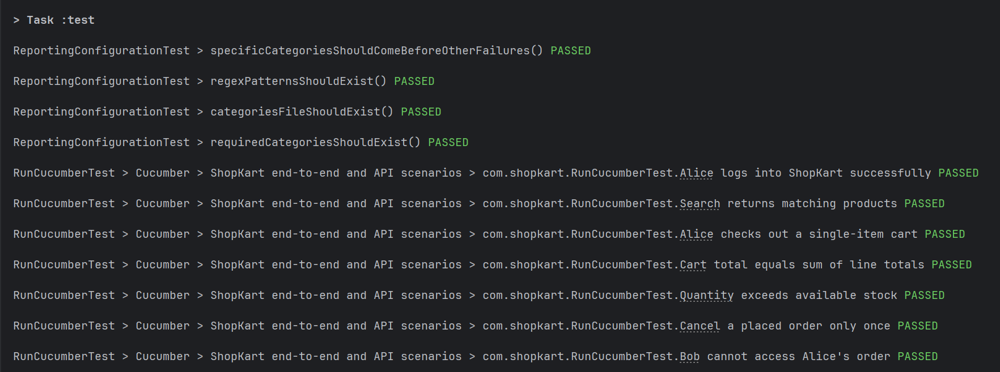 > Task :test
ReportingConfigurationTest > specificCategoriesShouldComeBeforeOtherFailures() PASSED
ReportingConfigurationTest > regexPatternsShouldExist() PASSED
ReportingConfigurationTest > categoriesFileShouldExist() PASSED
ReportingConfigurationTest > requiredCategoriesShouldExist() PASSED
RunCucumberTest > Cucumber > ShopKart end-to-end and API scenarios > com.shopkart.RunCucumberTest.Alice logs into ShopKart successfully PASSED
RunCucumberTest > Cucumber > ShopKart end-to-end and API scenarios > com.shopkart.RunCucumberTest.Search returns matching products PASSED
RunCucumberTest > Cucumber > ShopKart end-to-end and API scenarios > com.shopkart.RunCucumberTest.Alice checks out a single-item cart PASSED
RunCucumberTest > Cucumber > ShopKart end-to-end and API scenarios > com.shopkart.RunCucumberTest.Cart total equals sum of line totals PASSED
RunCucumberTest > Cucumber > ShopKart end-to-end and API scenarios > com.shopkart.RunCucumberTest.Quantity exceeds available stock PASSED
RunCucumberTest > Cucumber > ShopKart end-to-end and API scenarios > com.shopkart.RunCucumberTest.Cancel a placed order only once PASSED
RunCucumberTest > Cucumber > ShopKart end-to-end and API scenarios > com.shopkart.RunCucumberTest.Bob cannot access Alice's order PASSED